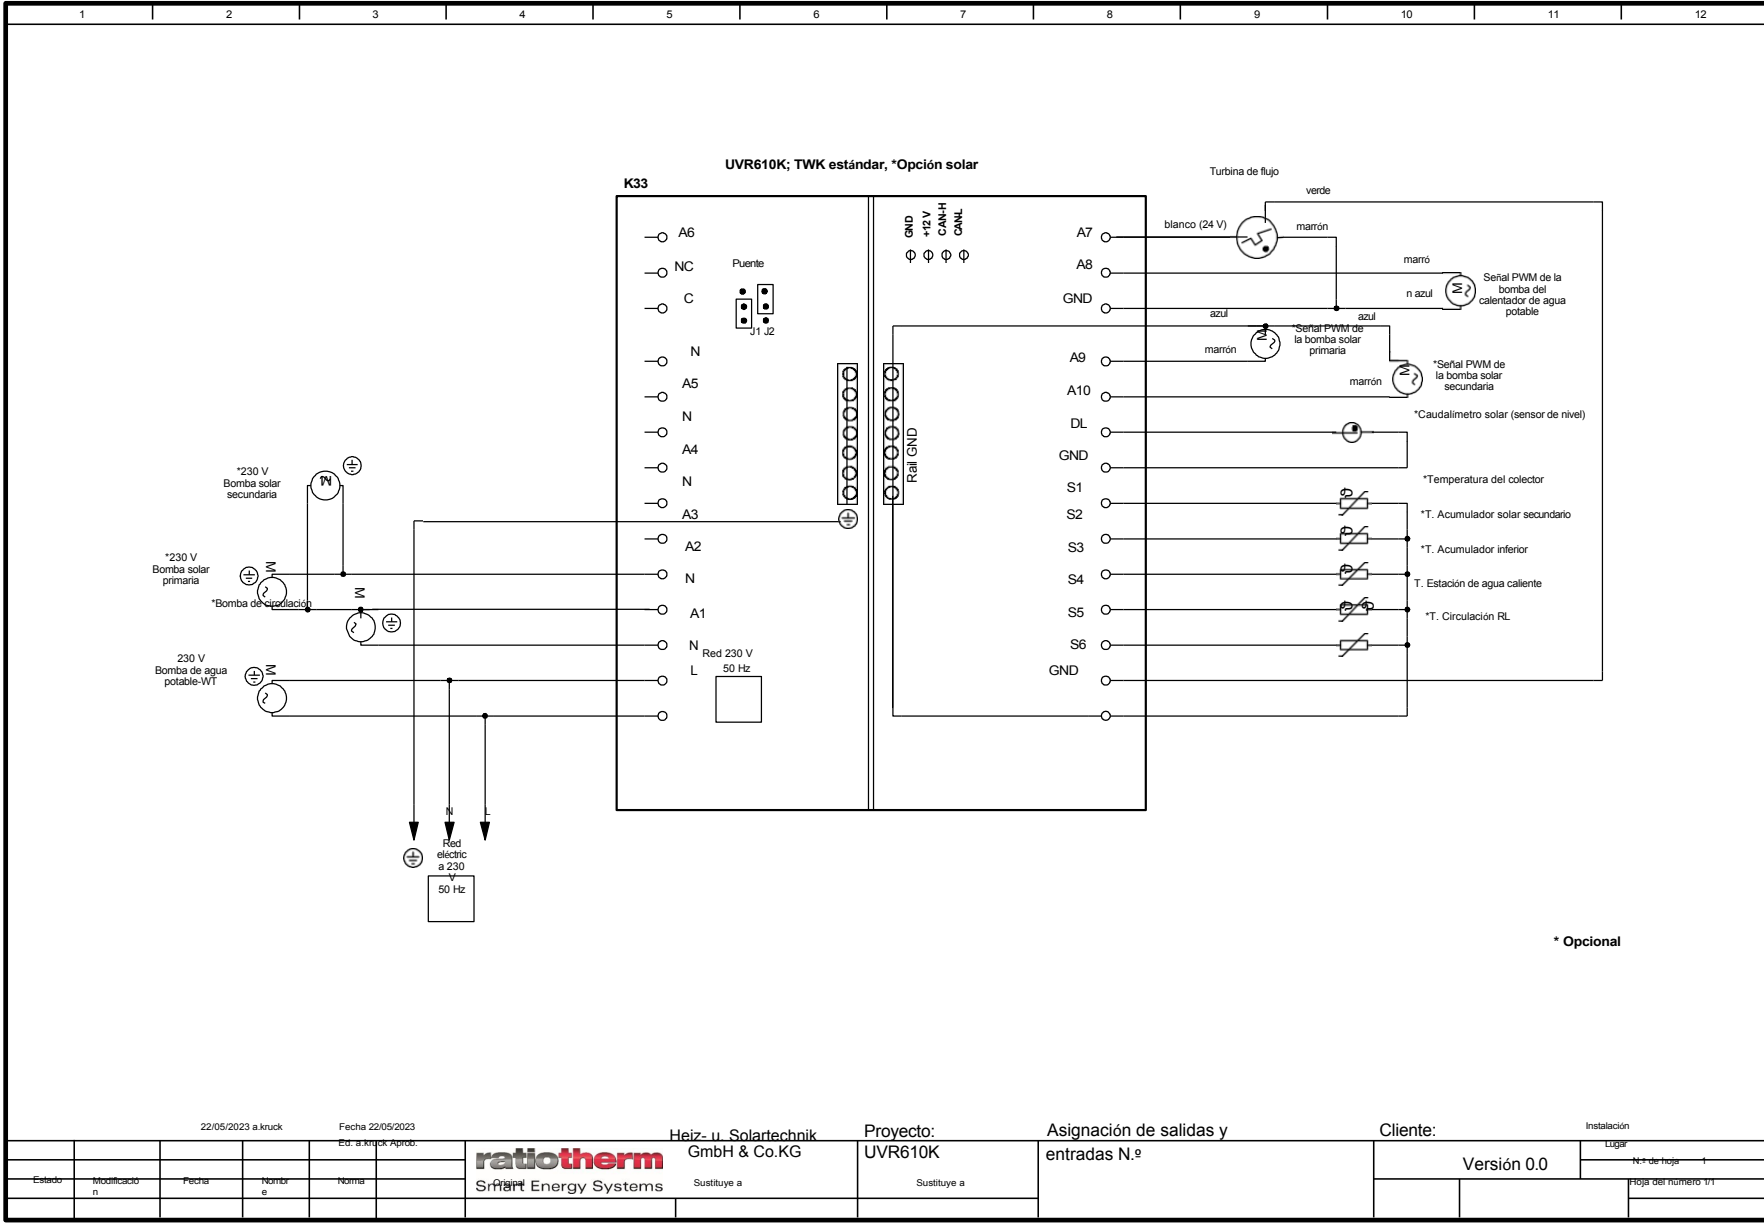 1 2 3 4 5 6 7 8 9 10 11 12
UVR610K; TWK estándar, *Opción solar
K33
A6
NC
C
N
A5
N
A4
N
A3
A2
N
A1
N
L
Puente
J1 J2
Red 230 V
50 Hz
GND
+12 V
CAN-H
CAN-L
Rail GND
A7
A8
GND
A9
A10
DL
GND
S1
S2
S3
S4
S5
S6
GND
Turbina de flujo
verde
blanco (24 V)
marrón
marró
n azul
M
Señal PWM de la
bomba del
calentador de agua
potable
azul
azul
M
*Señal PWM de
la bomba solar
primaria
marrón
M
*Señal PWM de
la bomba solar
secundaria
marrón
*Caudalímetro solar (sensor de nivel)
*Temperatura del colector
*T. Acumulador solar secundario
*T. Acumulador inferior
T. Estación de agua caliente
*T. Circulación RL
*230 V
Bomba solar
secundaria
M
*230 V
Bomba solar
primaria
M
*Bomba de circulación
M
230 V
Bomba de agua
potable-WT
M
N
L
Red
eléctric
a 230
V
50 Hz
* Opcional
22/05/2023 a.kruck
Fecha 22/05/2023
Ed. a.kruck Aprob.
Estado
Modificació
n
Fecha
Nombr
e
Norma
ratiotherm
Smart Energy Systems
Original
Heiz- u. Solartechnik
GmbH & Co.KG
Sustituye a
Proyecto:
UVR610K
Sustituye a
Asignación de salidas y
entradas N.º
Cliente:
Versión 0.0
Instalación
Lugar
N.º de hoja 1
Hoja del número 1/1